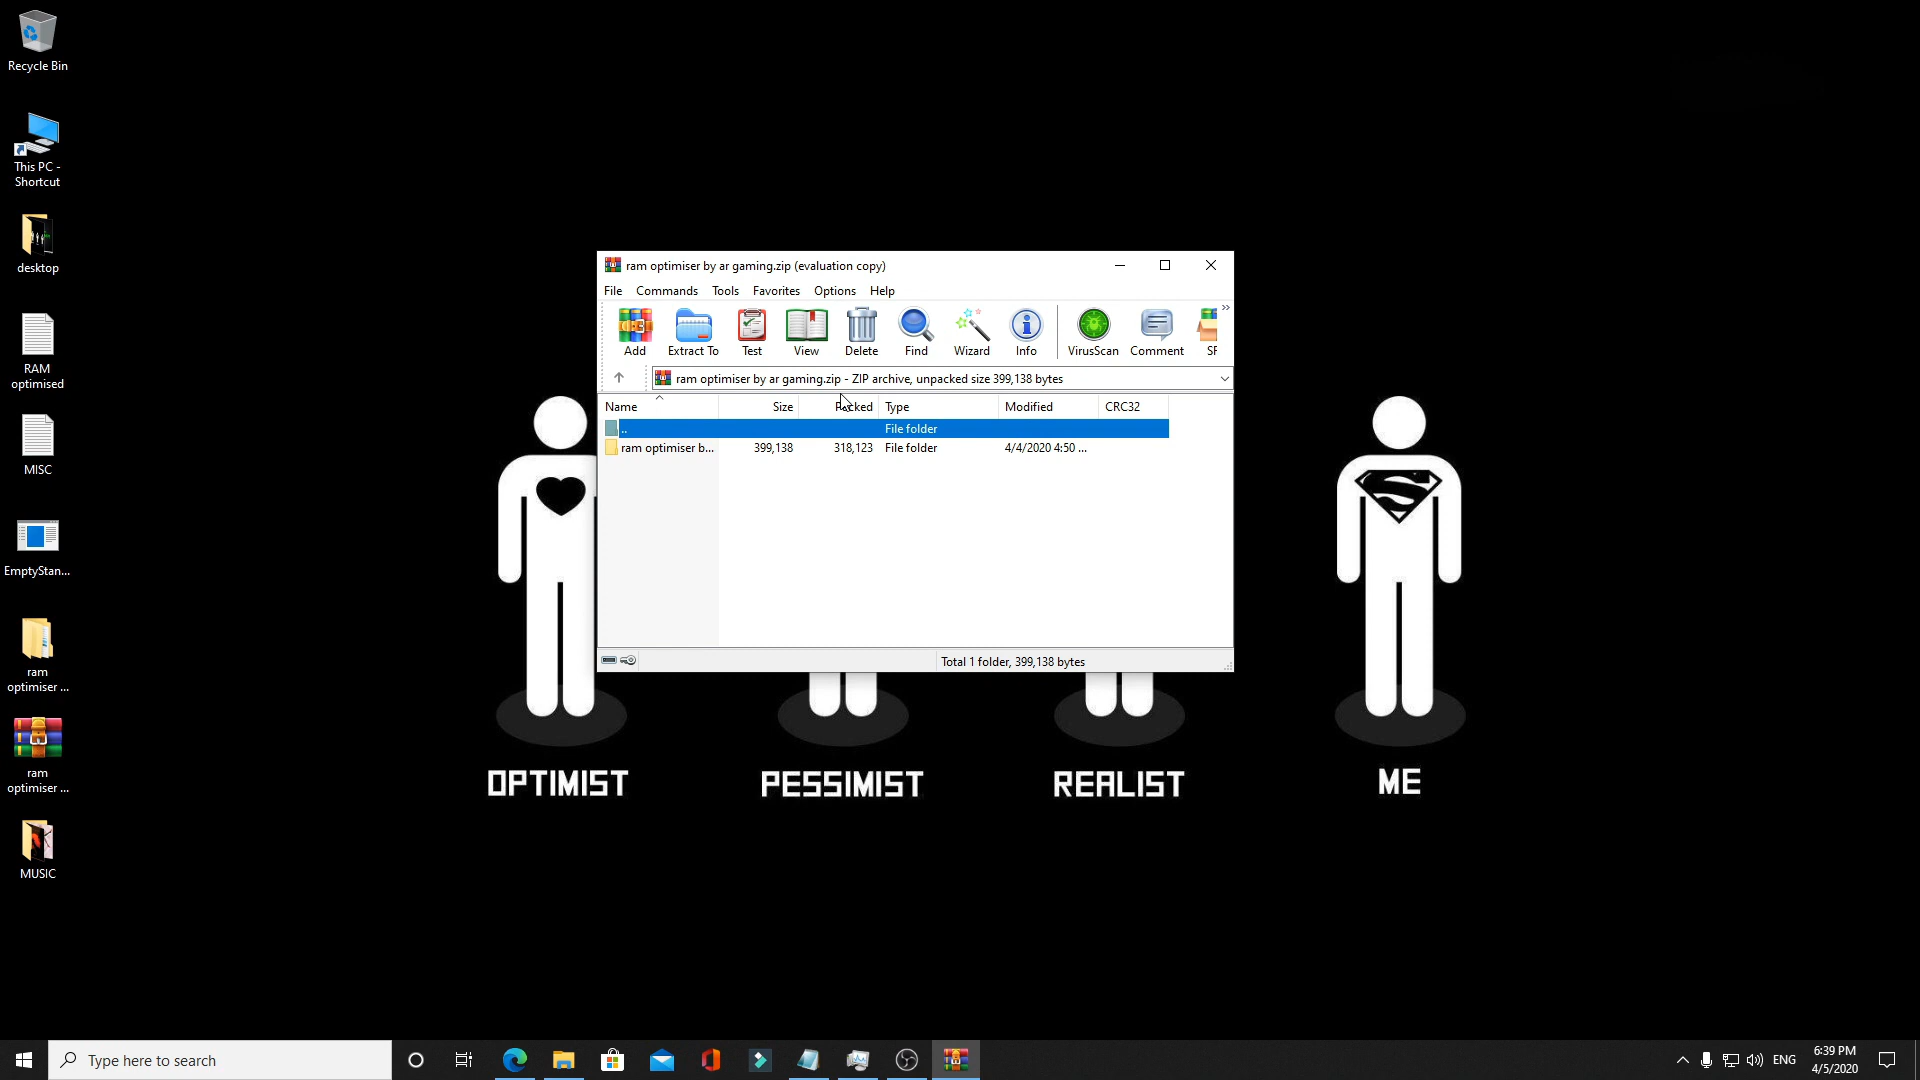 Recycle Bin
This PC -
Shortcut
desktop
RAM
optimised
MISC
EmptyStan...
ram
optimiser ...
ram
optimiser ...
MUSIC
ram optimiser by ar gaming.zip (evaluation copy)
File Commands Tools Favorites Options Help
Add Extract To Test View Delete Find Wizard Info VirusScan Comment SF
ram optimiser by ar gaming.zip - ZIP archive, unpacked size 399,138 bytes
Name Size Packed Type Modified CRC32
.. File folder
ram optimiser b... 399,138 318,123 File folder 4/4/2020 4:50 ...
Total 1 folder, 399,138 bytes
OPTIMIST PESSIMIST REALIST ME
Type here to search
ENG
6:39 PM
4/5/2020